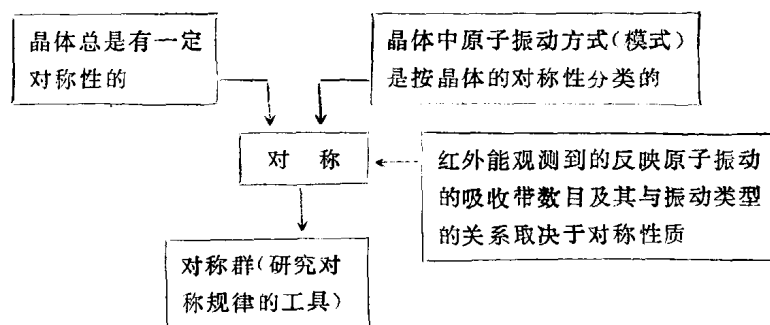 晶体总是有一定
对称性的
晶体中原子振动方式(模式)
是按晶体的对称性分类的
对 称
红外能观测到的反映原子振动
的吸收带数目及其与振动类型
的关系取决于对称性质
对称群(研究对
称规律的工具)